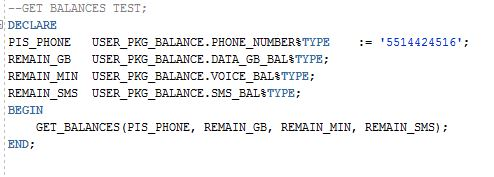 --GET BALANCES TEST;
DECLARE
PIS_PHONE   USER_PKG_BALANCE.PHONE_NUMBER%TYPE    := '5514424516';
REMAIN_GB   USER_PKG_BALANCE.DATA_GB_BAL%TYPE;
REMAIN_MIN  USER_PKG_BALANCE.VOICE_BAL%TYPE;
REMAIN_SMS  USER_PKG_BALANCE.SMS_BAL%TYPE;
BEGIN
    GET_BALANCES(PIS_PHONE, REMAIN_GB, REMAIN_MIN, REMAIN_SMS);
END;